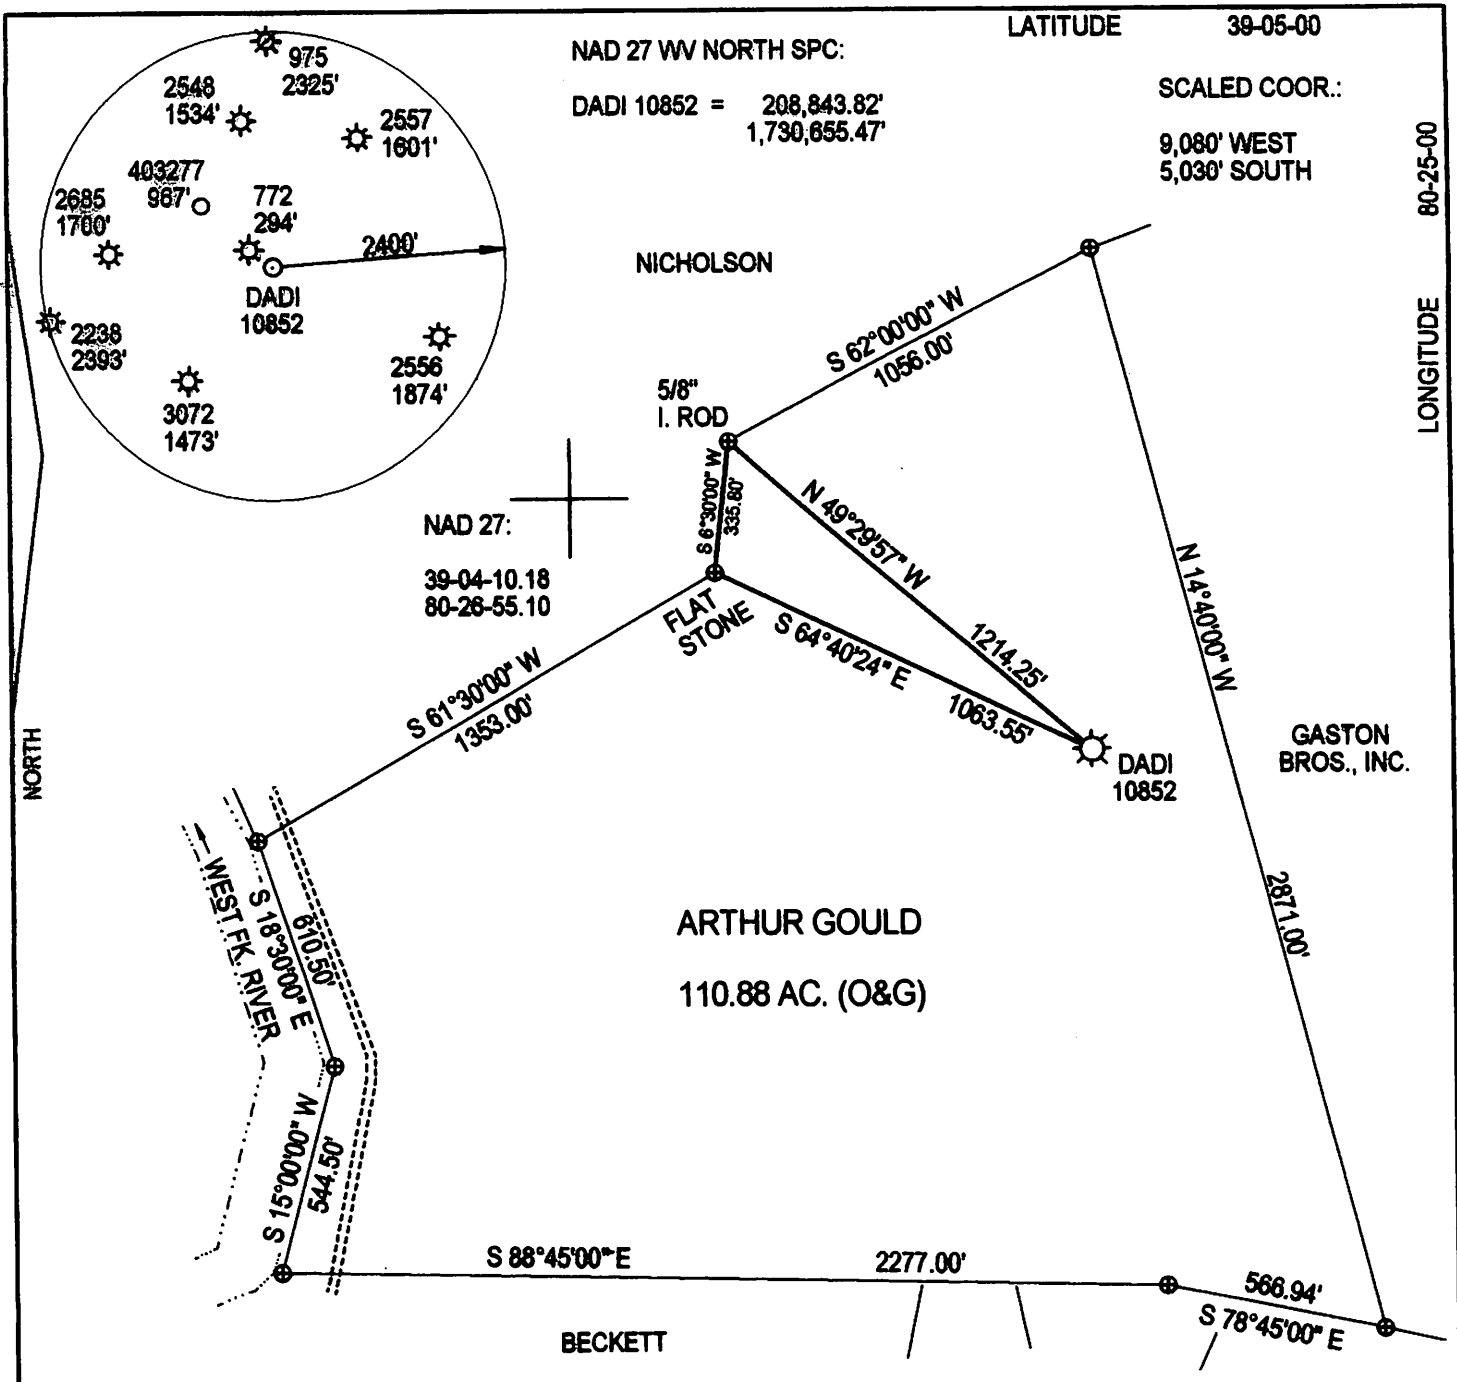 LATITUDE 39-05-00
NAD 27 WV NORTH SPC:
DADI 10852 = 208,843.82'
1,730,655.47'
SCALED COOR.:
9,080' WEST
5,030' SOUTH
LONGITUDE 80-25-00
975
2325'
2548
1534'
2557
1601'
403277
967'
772
294'
2685
1700'
2400'
DADI
10852
2238
2393'
2556
1874'
3072
1473'
NICHOLSON
S 62°00'00" W
1056.00'
5/8"
I. ROD
S 6°30'00" W
335.80'
N 49°29'57" W
1214.25'
NAD 27:
39-04-10.18
80-26-55.10
FLAT
STONE
S 64°40'24" E
1063.55'
N 14°40'00" W
2871.00'
S 61°30'00" W
1353.00'
DADI
10852
GASTON
BROS., INC.
NORTH
WEST FK. RIVER
S 18°30'00" E
610.50'
ARTHUR GOULD
110.88 AC. (O&G)
S 15°00'00" W
544.50'
S 88°45'00" E 2277.00'
566.94'
S 78°45'00" E
BECKETT